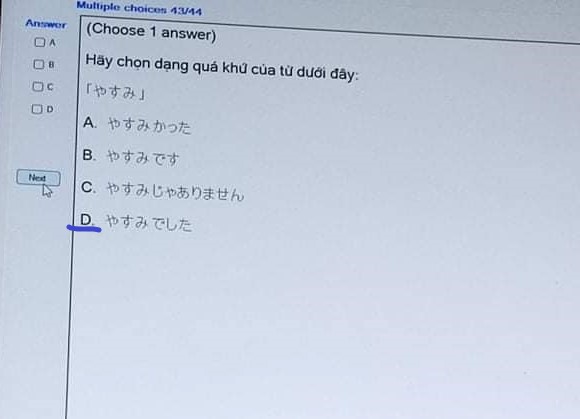 Multiple choices 43/44
Answer
(Choose 1 answer)
A
Hãy chọn dạng quá khứ của từ dưới đây:
B
「やすみ」
C
D
A. やすみかった
B. やすみです
Next
C. やすみじゃありません
D. やすみでした